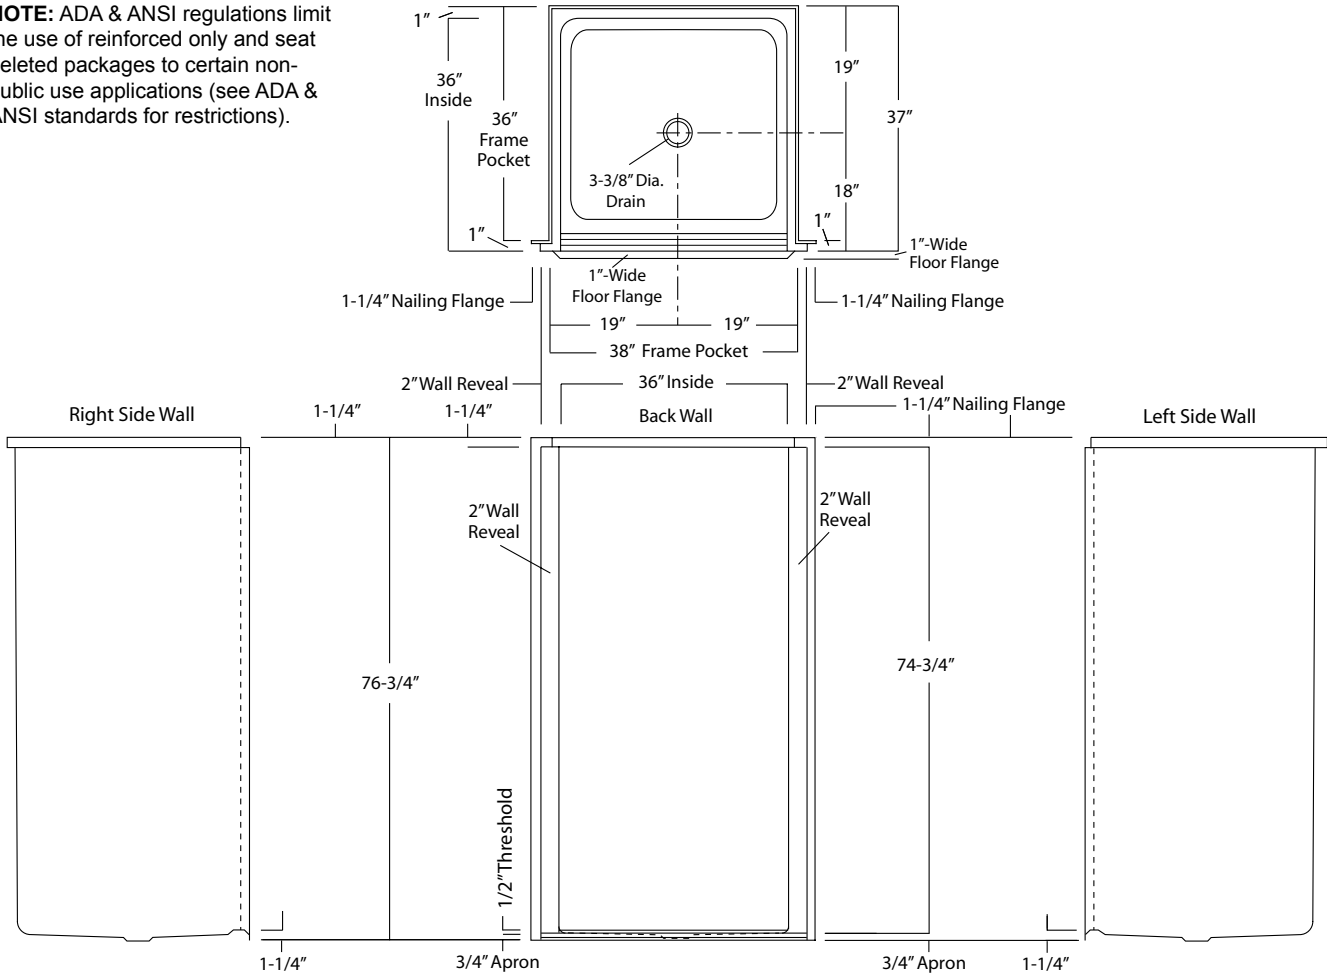 NOTE: ADA & ANSI regulations limit
the use of reinforced only and seat
deleted packages to certain non-
public use applications (see ADA &
ANSI standards for restrictions).
1”
36”
Inside
36”
Frame
Pocket
1”
3-3/8” Dia.
Drain
19”
37”
18”
1”
1”-Wide
Floor Flange
1”-Wide
Floor Flange
1-1/4” Nailing Flange
1-1/4” Nailing Flange
19”
19”
38” Frame Pocket
2” Wall Reveal
36” Inside
2” Wall Reveal
Right Side Wall
1-1/4”
1-1/4”
Back Wall
1-1/4” Nailing Flange
Left Side Wall
2” Wall
Reveal
2” Wall
Reveal
76-3/4”
74-3/4”
1/2” Threshold
1-1/4”
3/4” Apron
3/4” Apron
1-1/4”